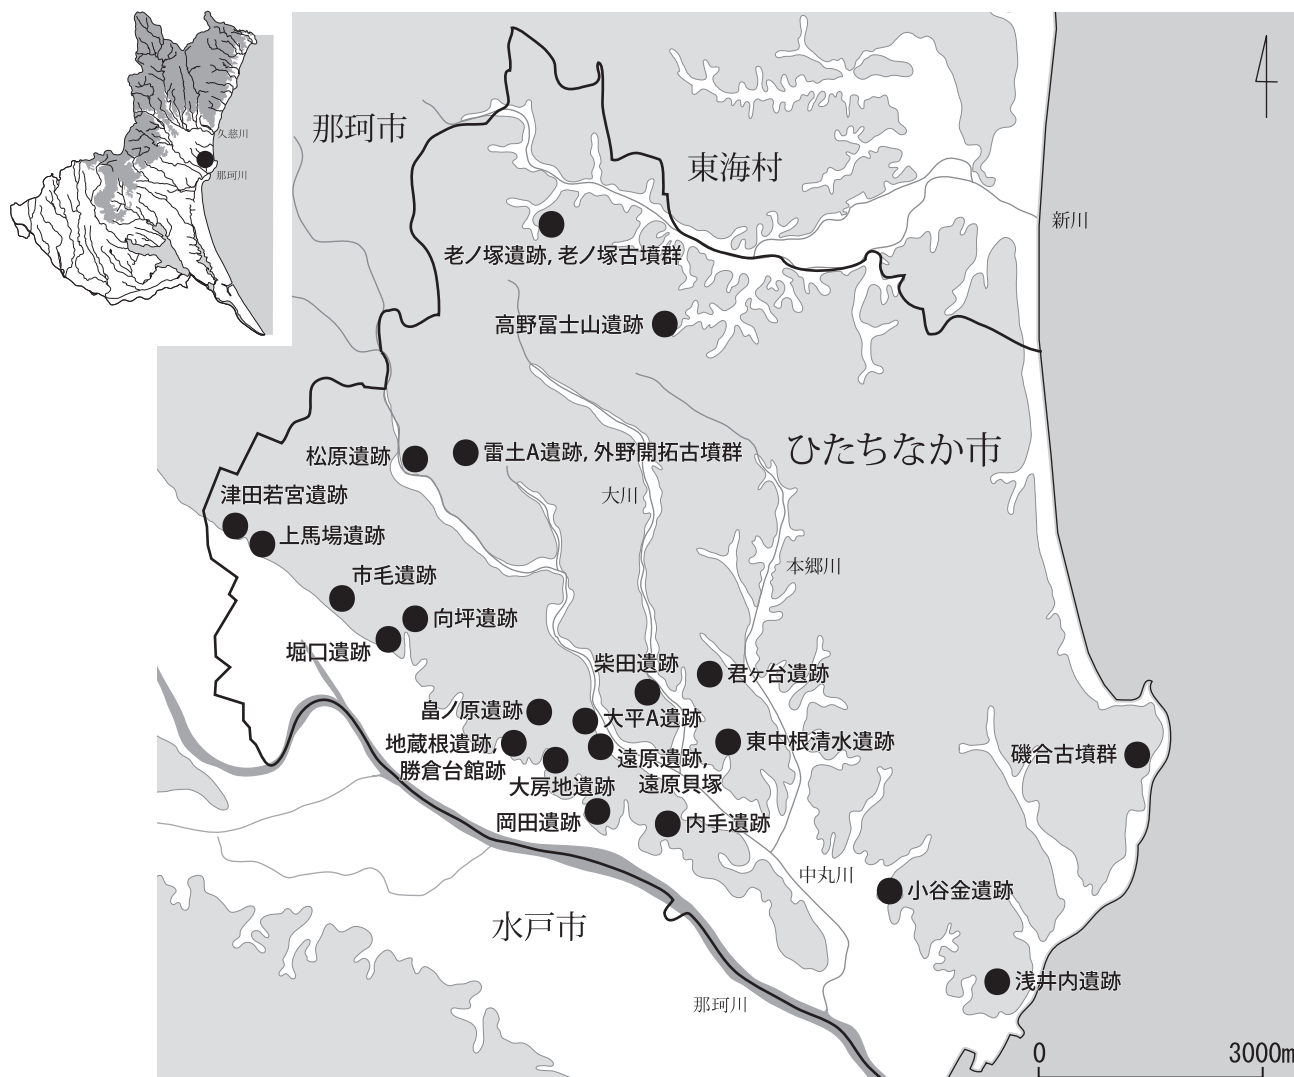 久慈川
那珂川
那珂市
東海村
新川
老ノ塚遺跡, 老ノ塚古墳群
高野冨士山遺跡
ひたちなか市
松原遺跡
雷土A遺跡, 外野開拓古墳群
津田若宮遺跡
大川
上馬場遺跡
本郷川
市毛遺跡
向坪遺跡
堀口遺跡
柴田遺跡
君ヶ台遺跡
畠ノ原遺跡
大平A遺跡
地蔵根遺跡,
勝倉台館跡
東中根清水遺跡
遠原遺跡,
遠原貝塚
磯合古墳群
大房地遺跡
岡田遺跡
内手遺跡
中丸川
小谷金遺跡
水戸市
浅井内遺跡
那珂川
0
3000m